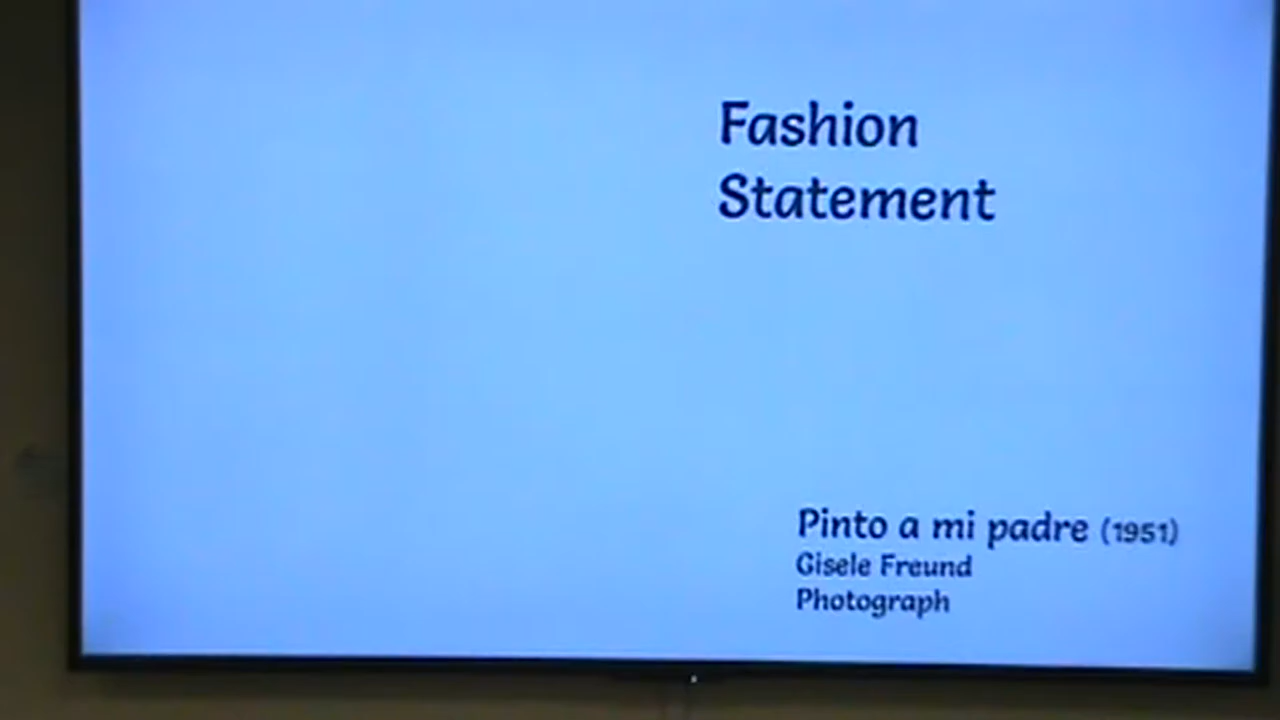 Fashion
Statement
Pinto a mi padre (1951)
Gisele Freund
Photograph